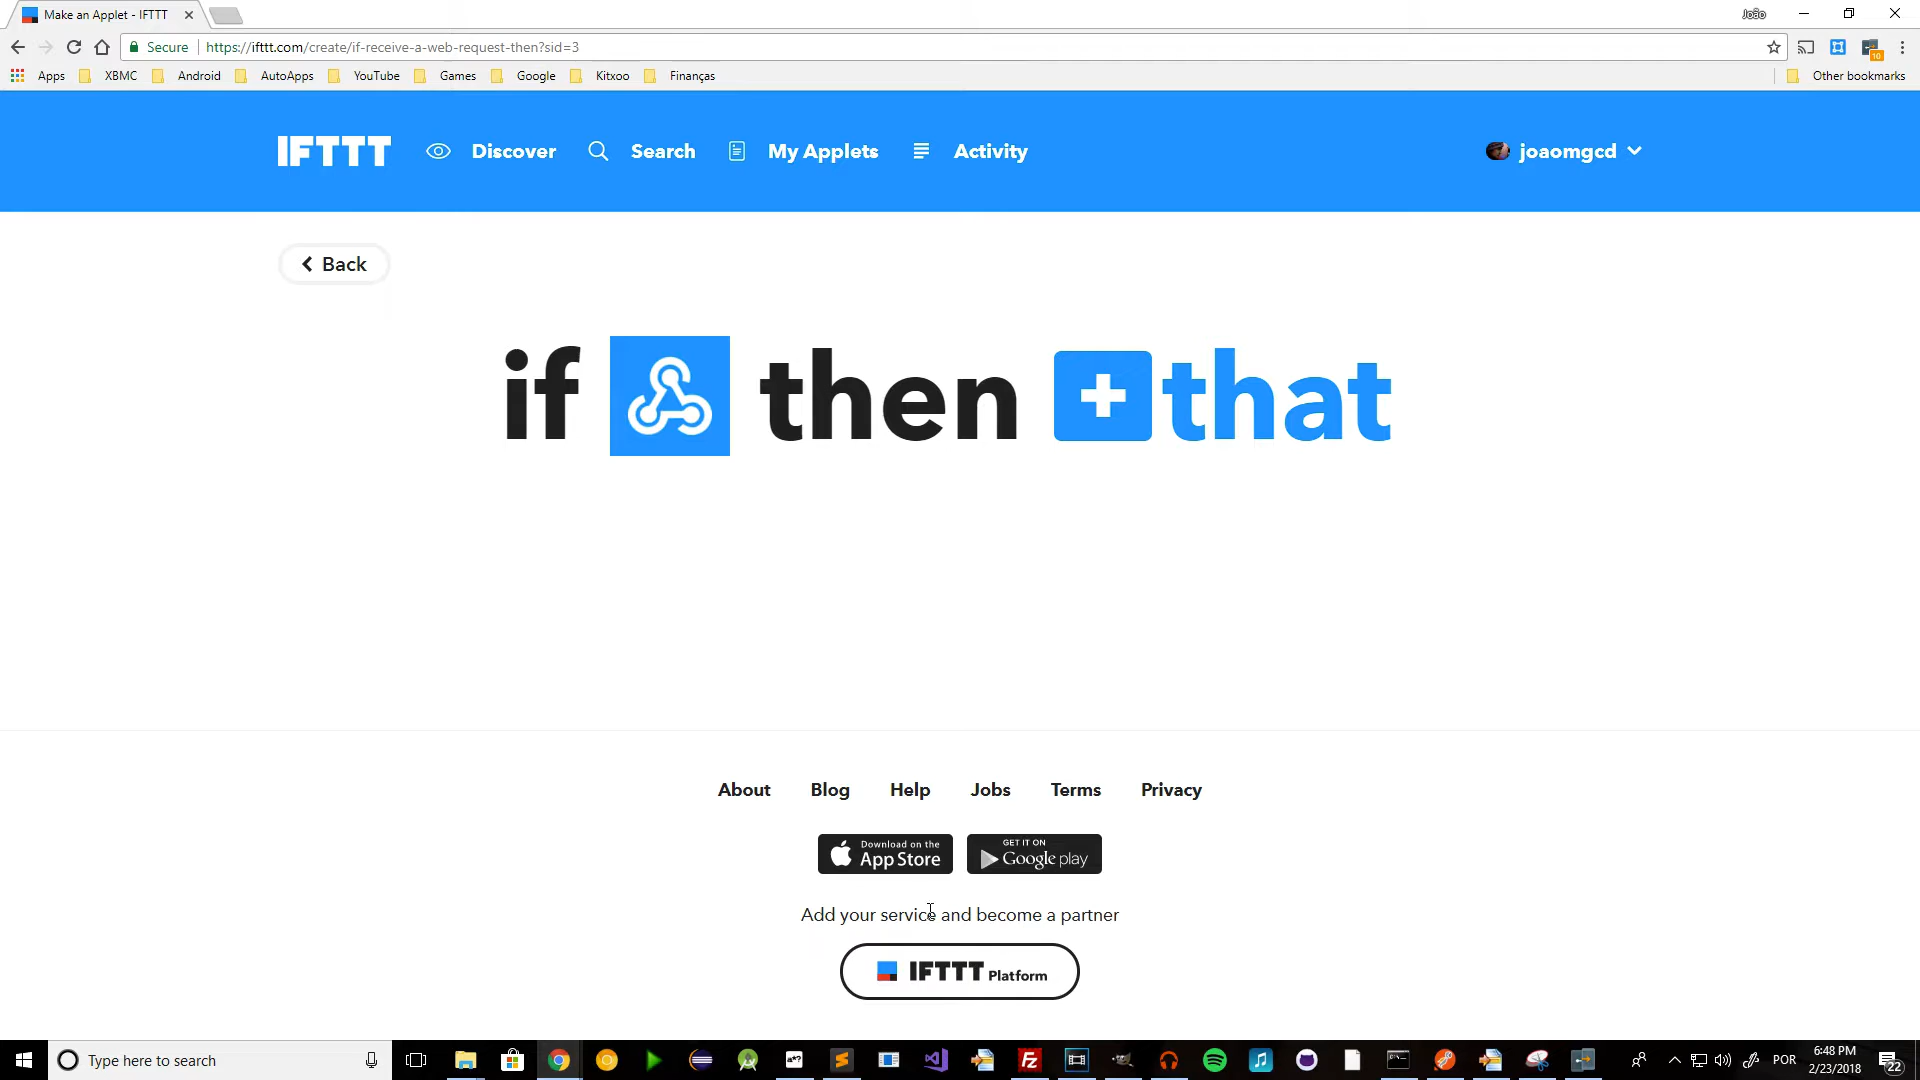 Make an Applet - IFTTT
João
Secure https://ifttt.com/create/if-receive-a-web-request-then?sid=3
Apps XBMC Android AutoApps YouTube Games Google Kitxoo Finanças Other bookmarks
IFTTT Discover Search My Applets Activity joaomgcd
Back
if then that
About Blog Help Jobs Terms Privacy
Download on the
App Store
GET IT ON
Google play
Add your service and become a partner
IFTTT Platform
Type here to search
POR
6:48 PM
2/23/2018
22